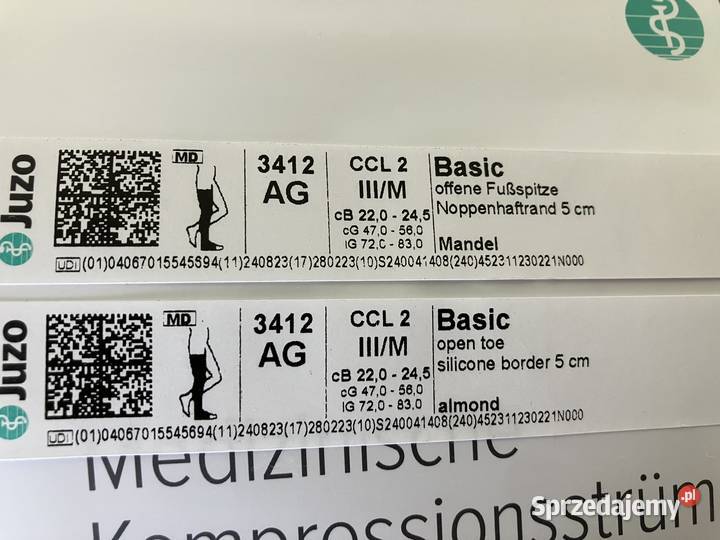 Juzo
MD
3412
AG
CCL 2
III/M
cB 22,0 - 24,5
cG 47,0 - 56,0
lG 72,0 - 83,0
Basic
offene Fußspitze
Noppenhaftrand 5 cm
Mandel
UDI (01)04067015545694(11)240823(17)280223(10)S240041408(240)452311230221N000
Juzo
MD
3412
AG
CCL 2
III/M
cB 22,0 - 24,5
cG 47,0 - 56,0
lG 72,0 - 83,0
Basic
open toe
silicone border 5 cm
almond
UDI (01)04067015545694(11)240823(17)280223(10)S240041408(240)452311230221N000
Medizinische
Kompressionsstrüm
Sprzedajemy.pl